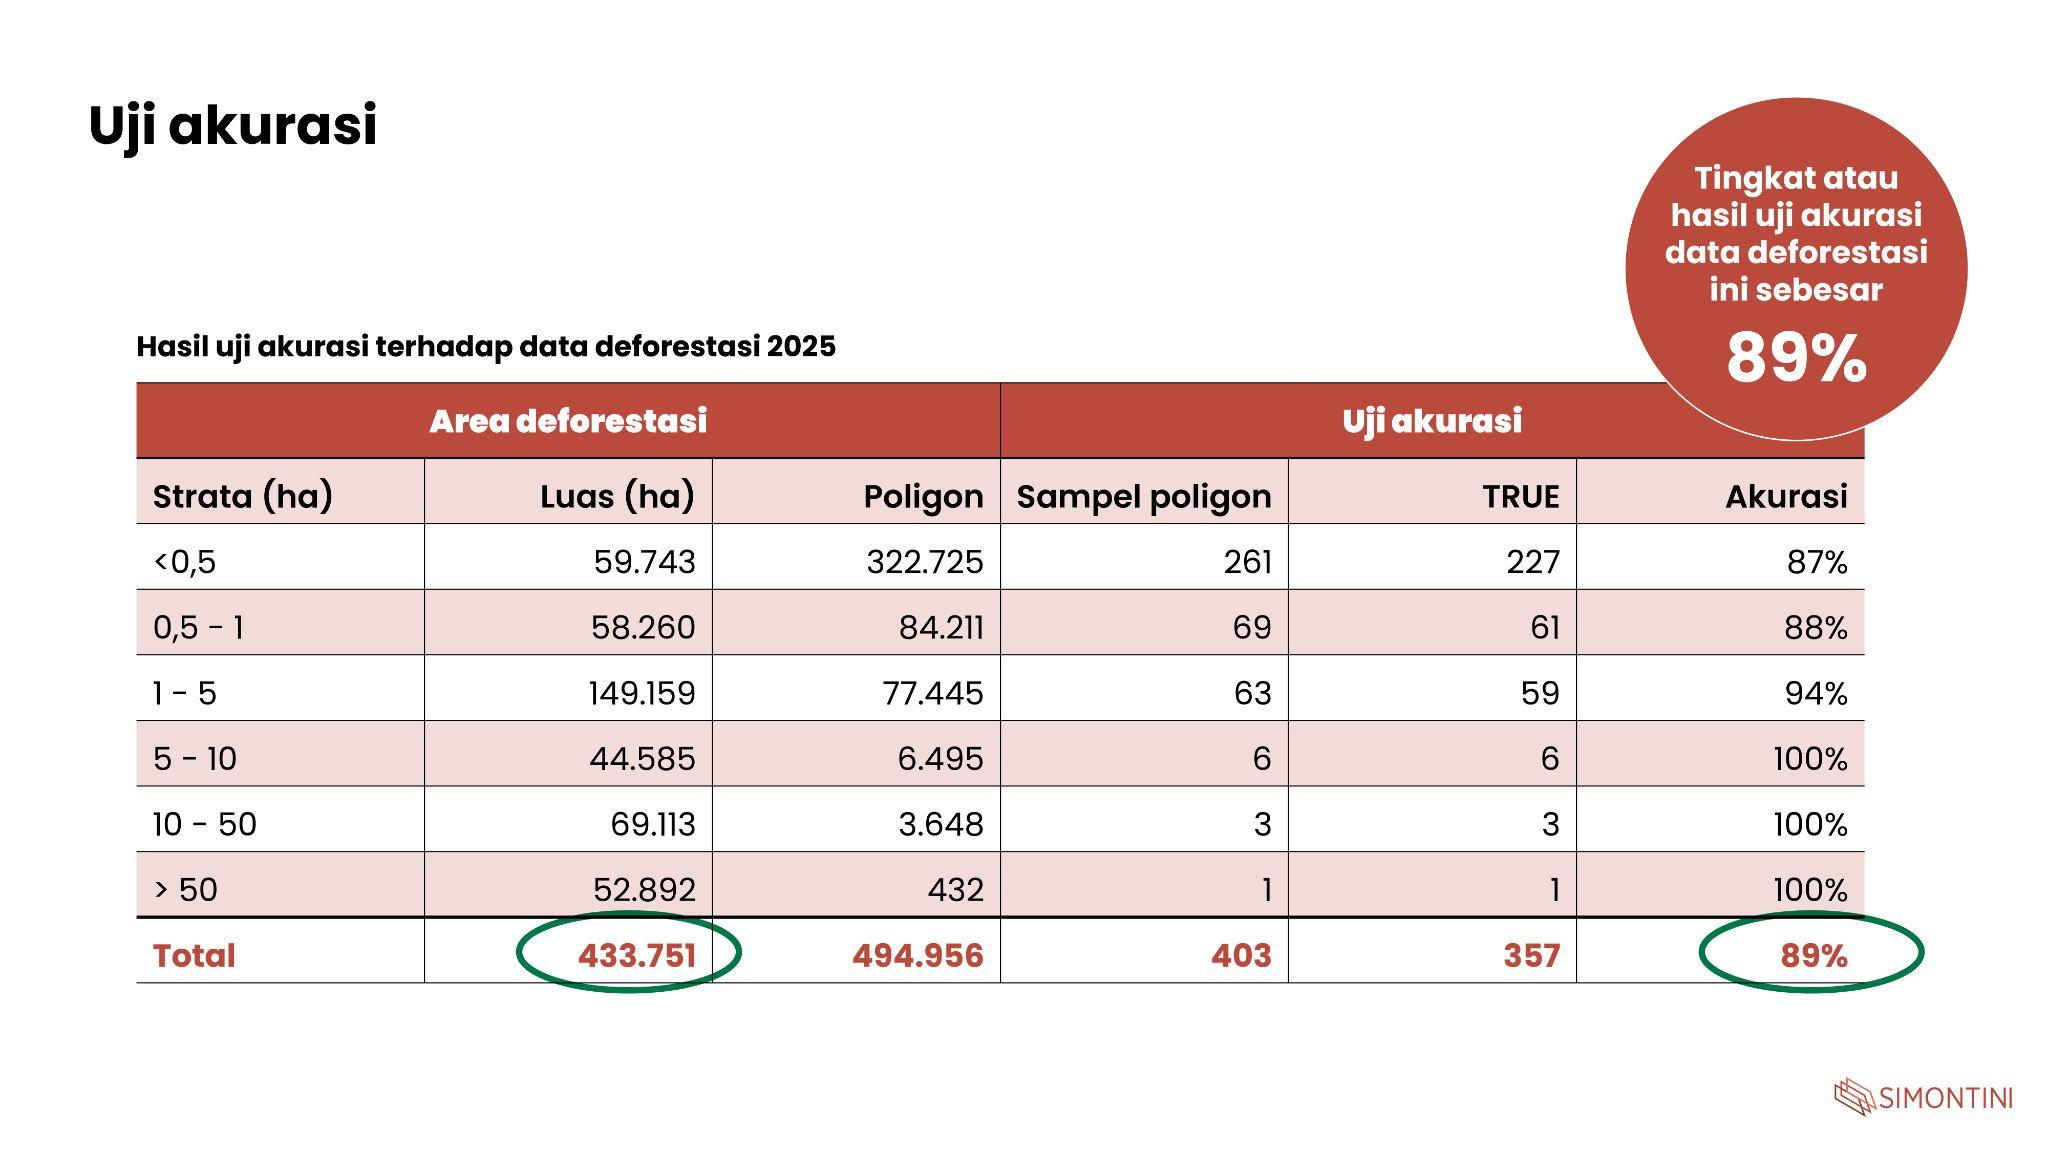 Uji akurasi
Tingkat atau
hasil uji akurasi
data deforestasi
ini sebesar
89%
Hasil uji akurasi terhadap data deforestasi 2025
Area deforestasi Uji akurasi
Strata (ha) Luas (ha) Poligon Sampel poligon TRUE Akurasi
<0,5 59.743 322.725 261 227 87%
0,5 - 1 58.260 84.211 69 61 88%
1 - 5 149.159 77.445 63 59 94%
5 - 10 44.585 6.495 6 6 100%
10 - 50 69.113 3.648 3 3 100%
> 50 52.892 432 1 1 100%
Total 433.751 494.956 403 357 89%
SIMONTINI